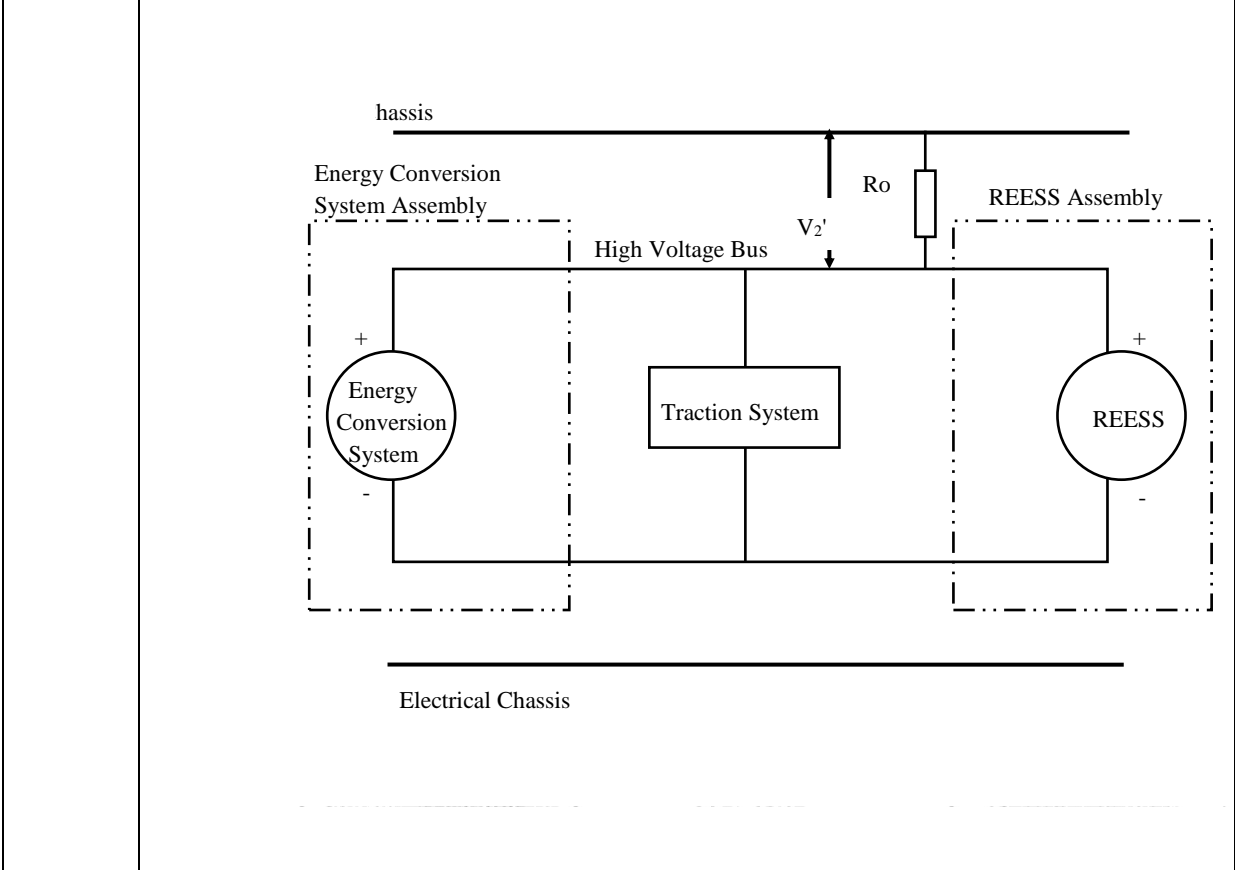 hassis
Energy Conversion
System Assembly
Ro
REESS Assembly
V₂'
High Voltage Bus
+
+
Energy
Conversion
System
Traction System
REESS
-
-
Electrical Chassis